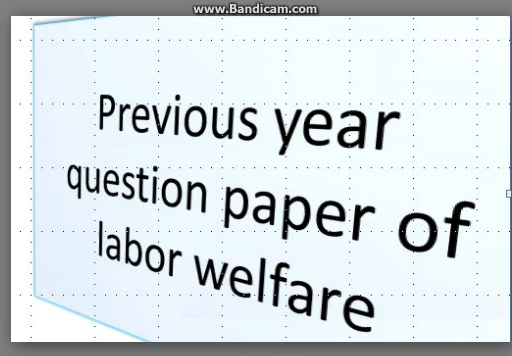 www.Bandicam.com
Previous year
question paper of
labor welfare